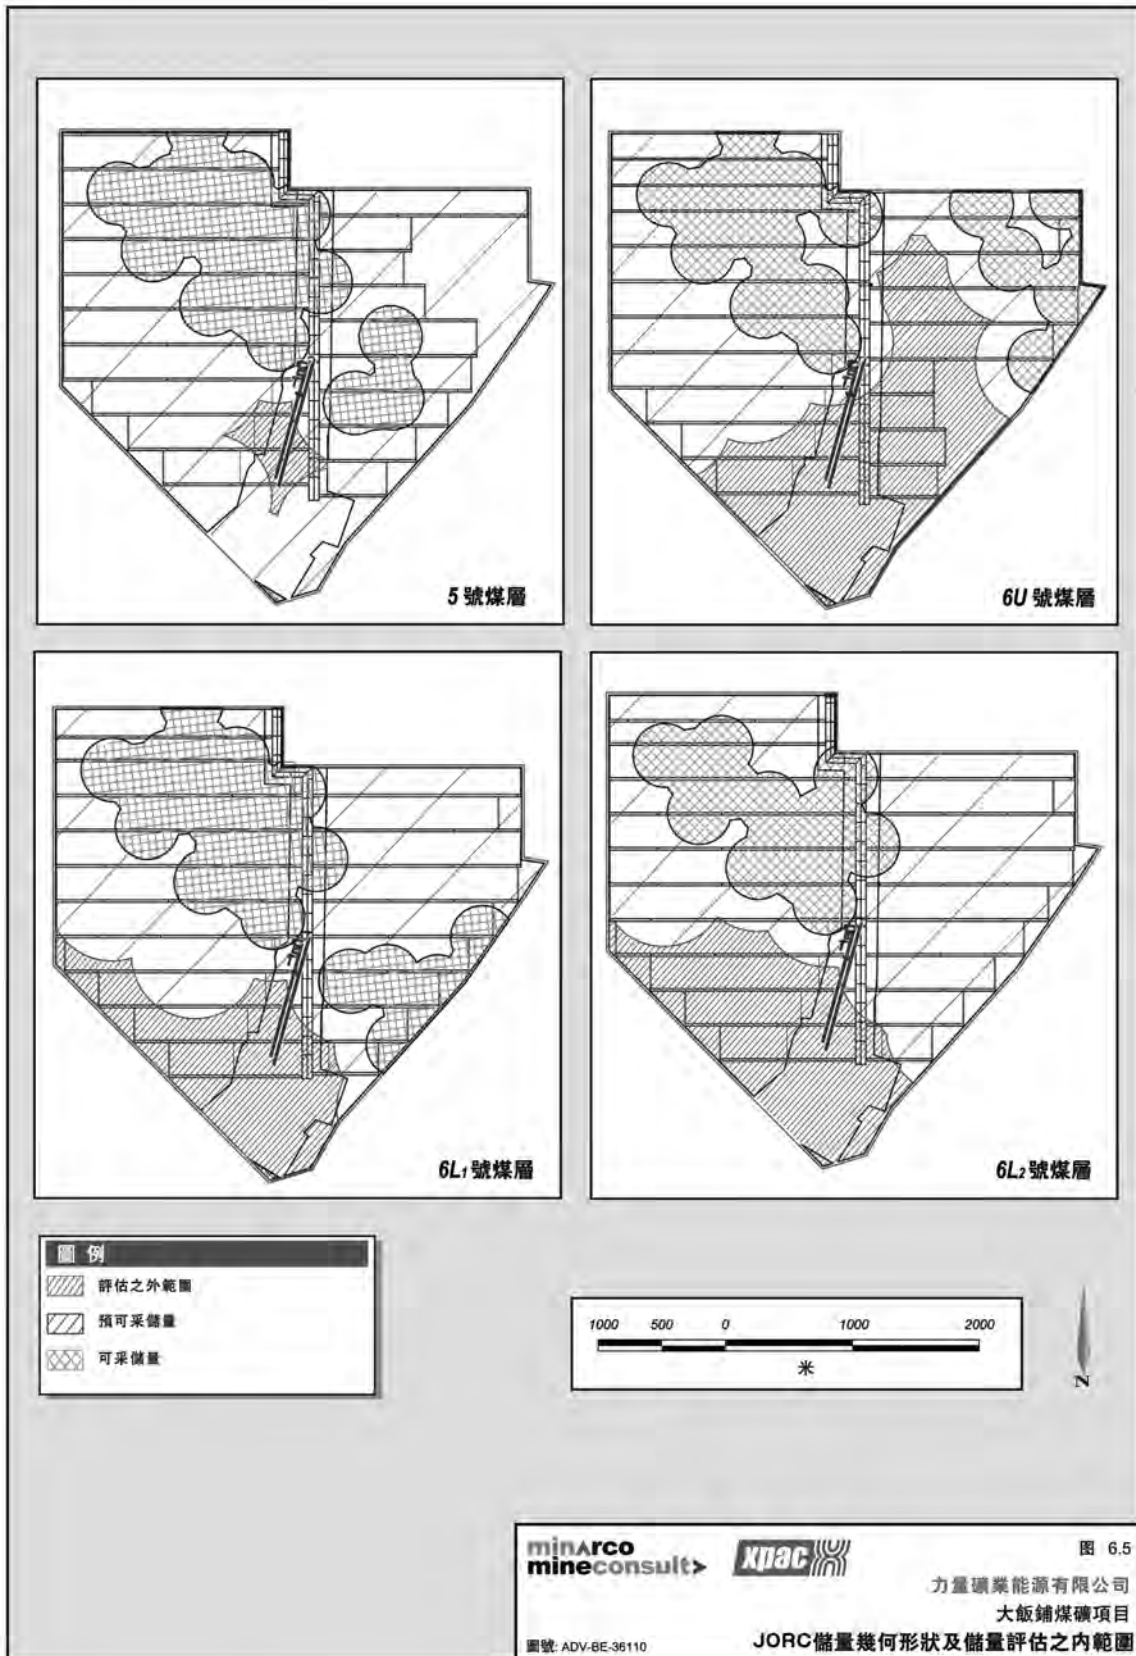 5 號煤層
6U 號煤層
6L1 號煤層
6L2 號煤層
圖 例
評估之外範圍
預可采儲量
可采儲量
1000 500 0 1000 2000
米
N
minarco
mineconsult
xpac
图 6.5
力量礦業能源有限公司
大飯鋪煤礦項目
圖號: ADV-BE-36110
JORC儲量幾何形狀及儲量評估之内範圍